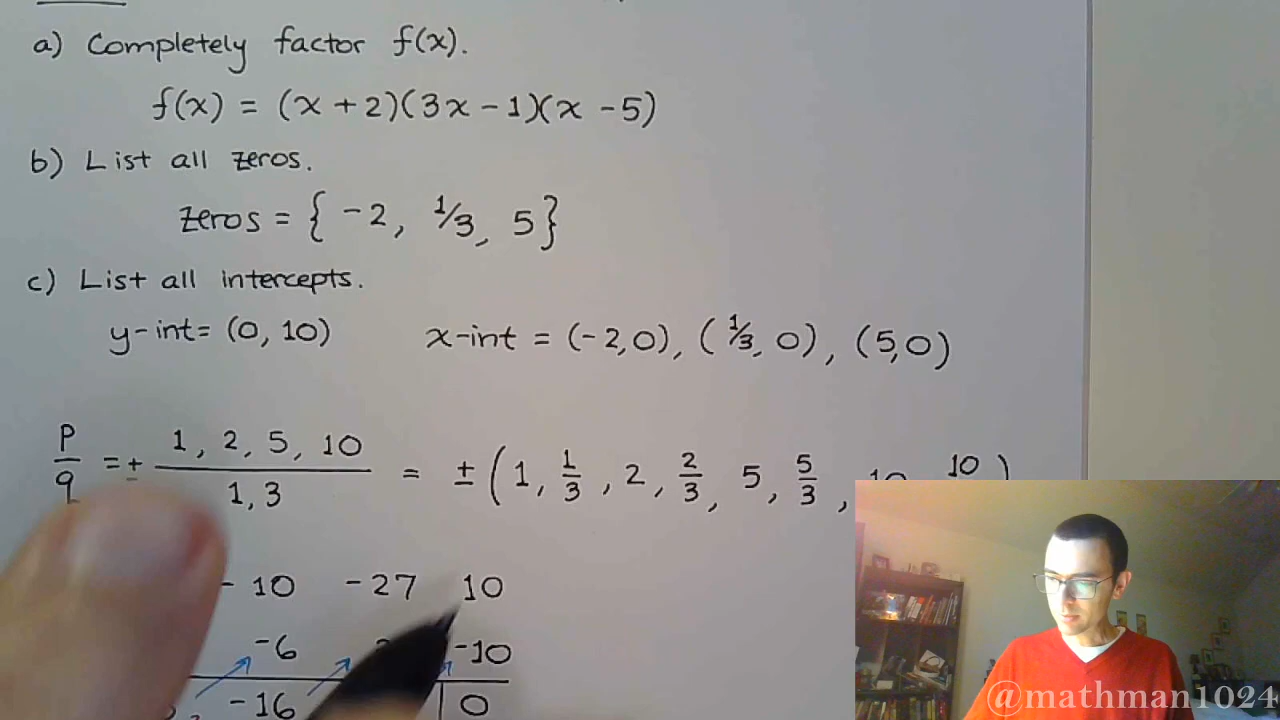 a) Completely factor f(x).
f(x) = (x + 2)(3x - 1)(x - 5)
b) List all zeros.
zeros = { -2, 1/3, 5}
c) List all intercepts.
y-int = (0, 10) x-int = (-2,0), (1/3, 0), (5,0)
p/q = ± 1, 2, 5, 10 / 1, 3 = ± (1, 1/3, 2, 2/3, 5, 5/3, 10, 10
- 10 -27 10
-6 -10
-16 0
@mathman1024